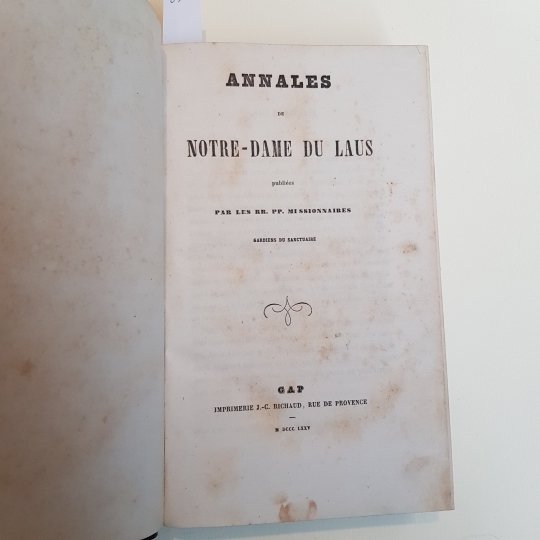 ANNALES
DE
NOTRE-DAME DU LAUS
publiées
PAR LES RR. PP. MISSIONNAIRES
GARDIENS DU SANCTUAIRE
GAP
IMPRIMERIE J.-C. RICHAUD, RUE DE PROVENCE
M DCCC LXXV